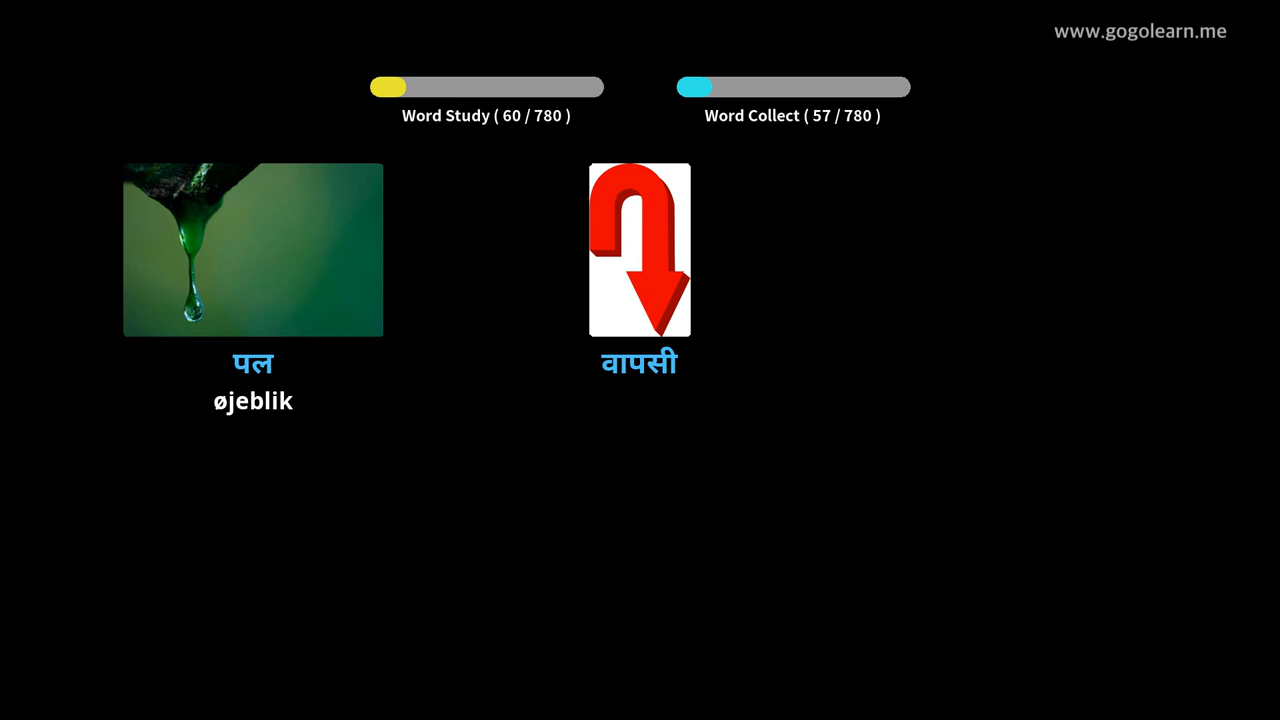 www.gogolearn.me
Word Study ( 60 / 780 )
Word Collect ( 57 / 780 )
पल
वापसी
øjeblik